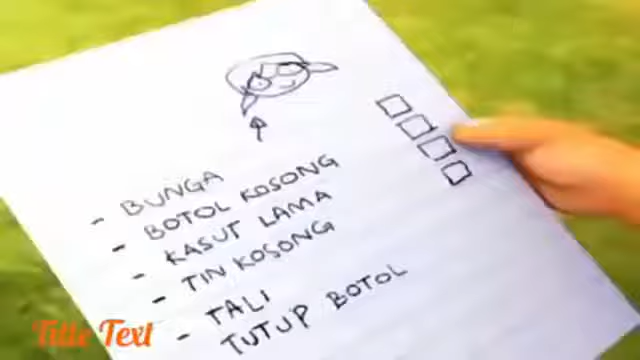 - BUNGA
- BOTOL KOSONG
- KASUT LAMA
- TIN KOSONG
- TALI
TUTUP BOTOL
Title Text